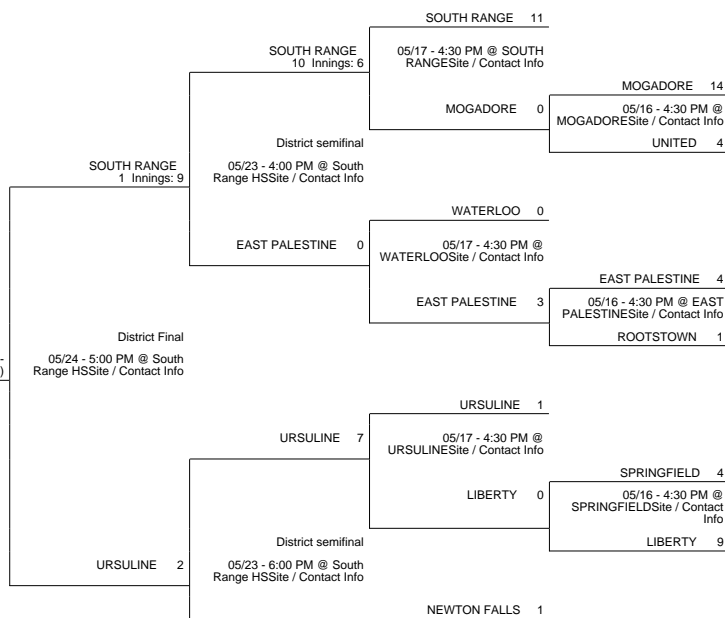 SOUTH RANGE 11
05/17 - 4:30 PM @ SOUTH
RANGESite / Contact Info
SOUTH RANGE
10 Innings: 6
MOGADORE 0
MOGADORE 14
05/16 - 4:30 PM @
MOGADORESite / Contact Info
UNITED 4
District semifinal
05/23 - 4:00 PM @ South
Range HSSite / Contact Info
SOUTH RANGE
1 Innings: 9
WATERLOO 0
05/17 - 4:30 PM @
WATERLOOSite / Contact Info
EAST PALESTINE 0
EAST PALESTINE 3
EAST PALESTINE 4
05/16 - 4:30 PM @ EAST
PALESTINESite / Contact Info
ROOTSTOWN 1
District Final
05/24 - 5:00 PM @ South
Range HSSite / Contact Info
-
)
URSULINE 1
05/17 - 4:30 PM @
URSULINESite / Contact Info
URSULINE 7
LIBERTY 0
SPRINGFIELD 4
05/16 - 4:30 PM @
SPRINGFIELDSite / Contact
Info
LIBERTY 9
District semifinal
05/23 - 6:00 PM @ South
Range HSSite / Contact Info
URSULINE 2
NEWTON FALLS 1